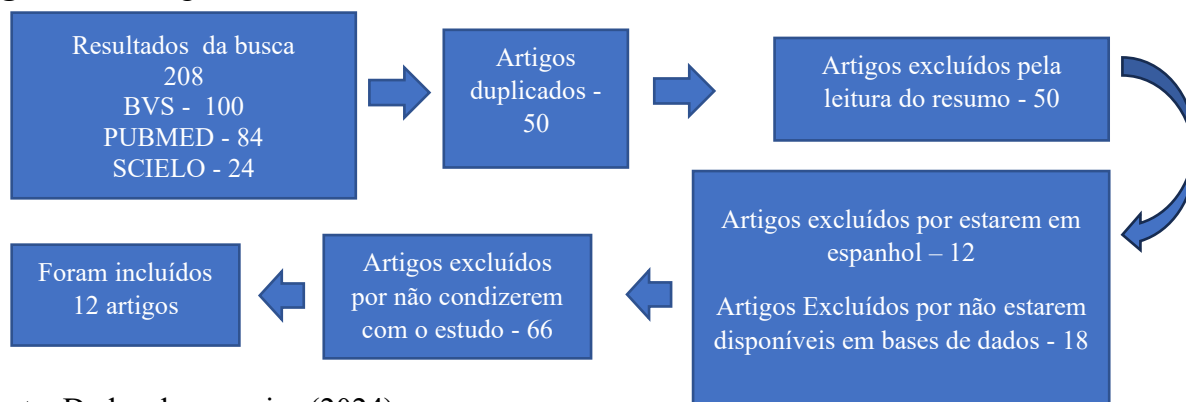 Resultados da busca
208
BVS - 100
PUBMED - 84
SCIELO - 24
Artigos
duplicados -
50
Artigos excluídos pela
leitura do resumo - 50
Artigos excluídos por estarem em
espanhol – 12
Artigos Excluídos por não estarem
disponíveis em bases de dados - 18
Artigos excluídos
por não condizerem
com o estudo - 66
Foram incluídos
12 artigos
(2024)